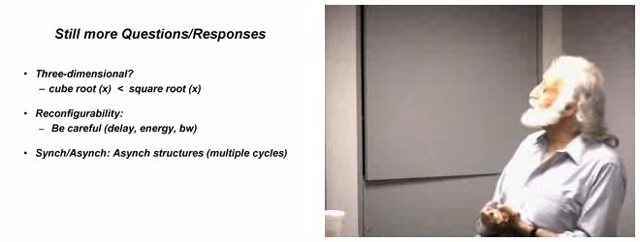 Still more Questions/Responses
• Three-dimensional?
– cube root (x) < square root (x)
• Reconfigurability:
– Be careful (delay, energy, bw)
• Synch/Asynch: Asynch structures (multiple cycles)